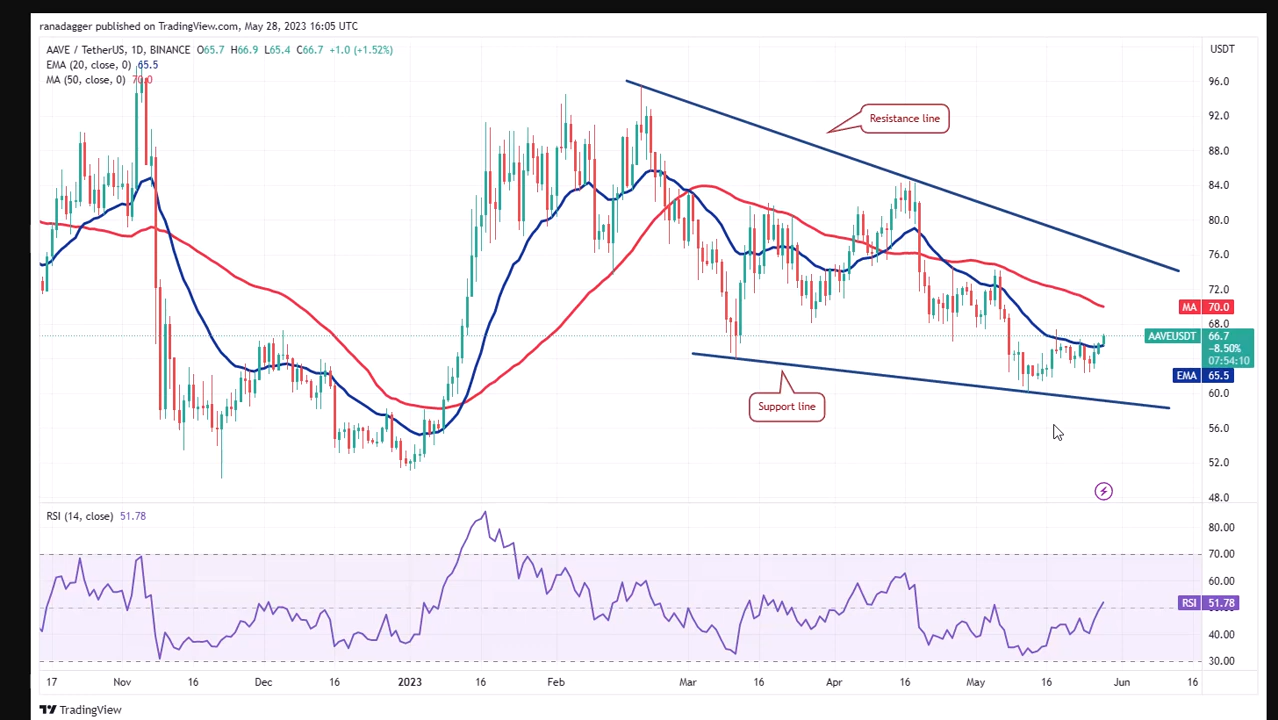 ranadagger published on TradingView.com, May 28, 2023 16:05 UTC
AAVE / TetherUS, 1D, BINANCE O65.7 H66.9 L65.4 C66.7 +1.0 (+1.52%)
EMA (20, close, 0) 65.5
MA (50, close, 0) 70.0
USDT
96.0
92.0
Resistance line
88.0
84.0
80.0
76.0
72.0
MA 70.0
68.0
AAVEUSDT 66.7
−8.50%
07:54:10
EMA 65.5
60.0
Support line
56.0
52.0
48.0
RSI (14, close) 51.78
80.00
70.00
60.00
RSI 51.78
40.00
30.00
17 Nov 16 Dec 16 2023 16 Feb Mar 16 Apr 16 May 16 Jun 16
TradingView